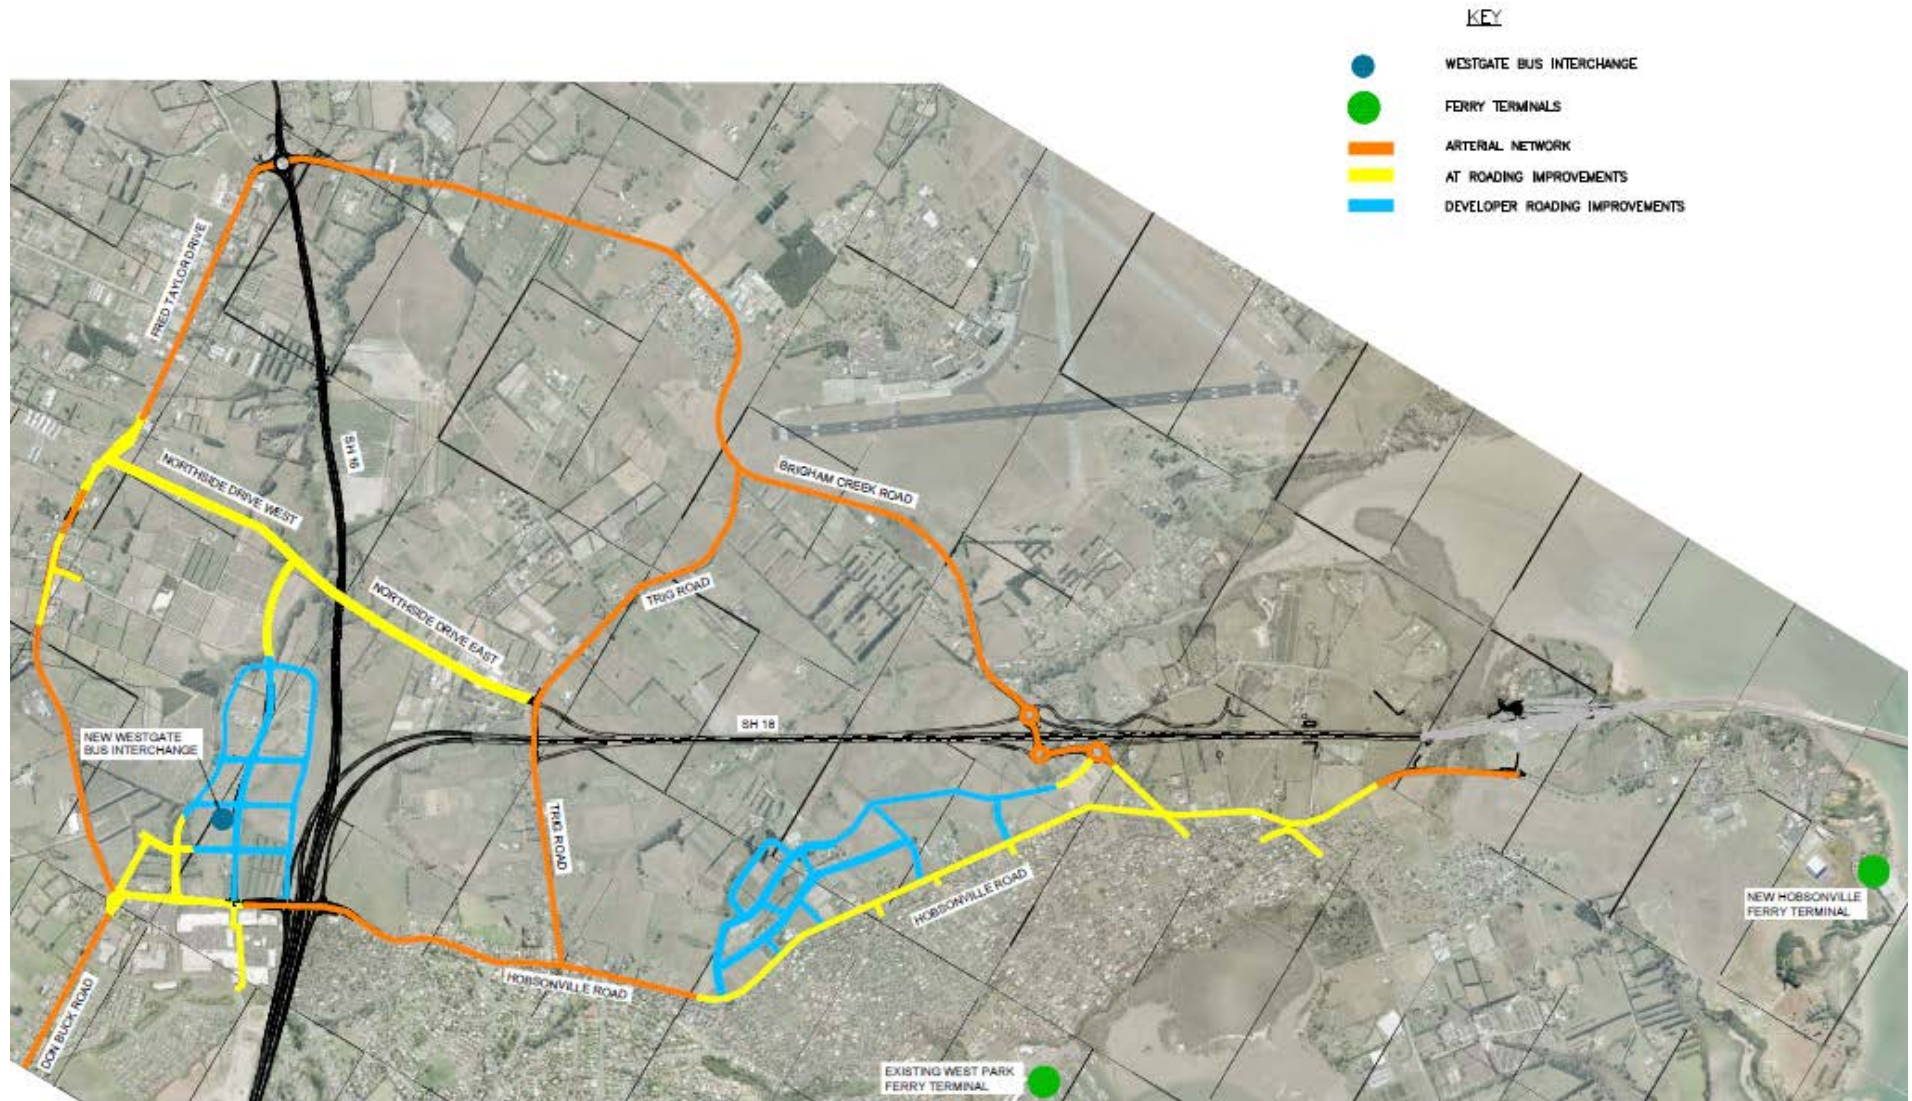 KEY
WESTGATE BUS INTERCHANGE
FERRY TERMINALS
ARTERIAL NETWORK
AT ROADING IMPROVEMENTS
DEVELOPER ROADING IMPROVEMENTS
FRED TAYLOR DRIVE
SH 16
NORTHSIDE DRIVE WEST
BRIGHAM CREEK ROAD
TRIG ROAD
NORTHSIDE DRIVE EAST
SH 18
NEW WESTGATE
BUS INTERCHANGE
TRIG ROAD
HOBSONVILLE ROAD
NEW HOBSONVILLE
FERRY TERMINAL
HOBSONVILLE ROAD
DON BUCK ROAD
EXISTING WEST PARK
FERRY TERMINAL